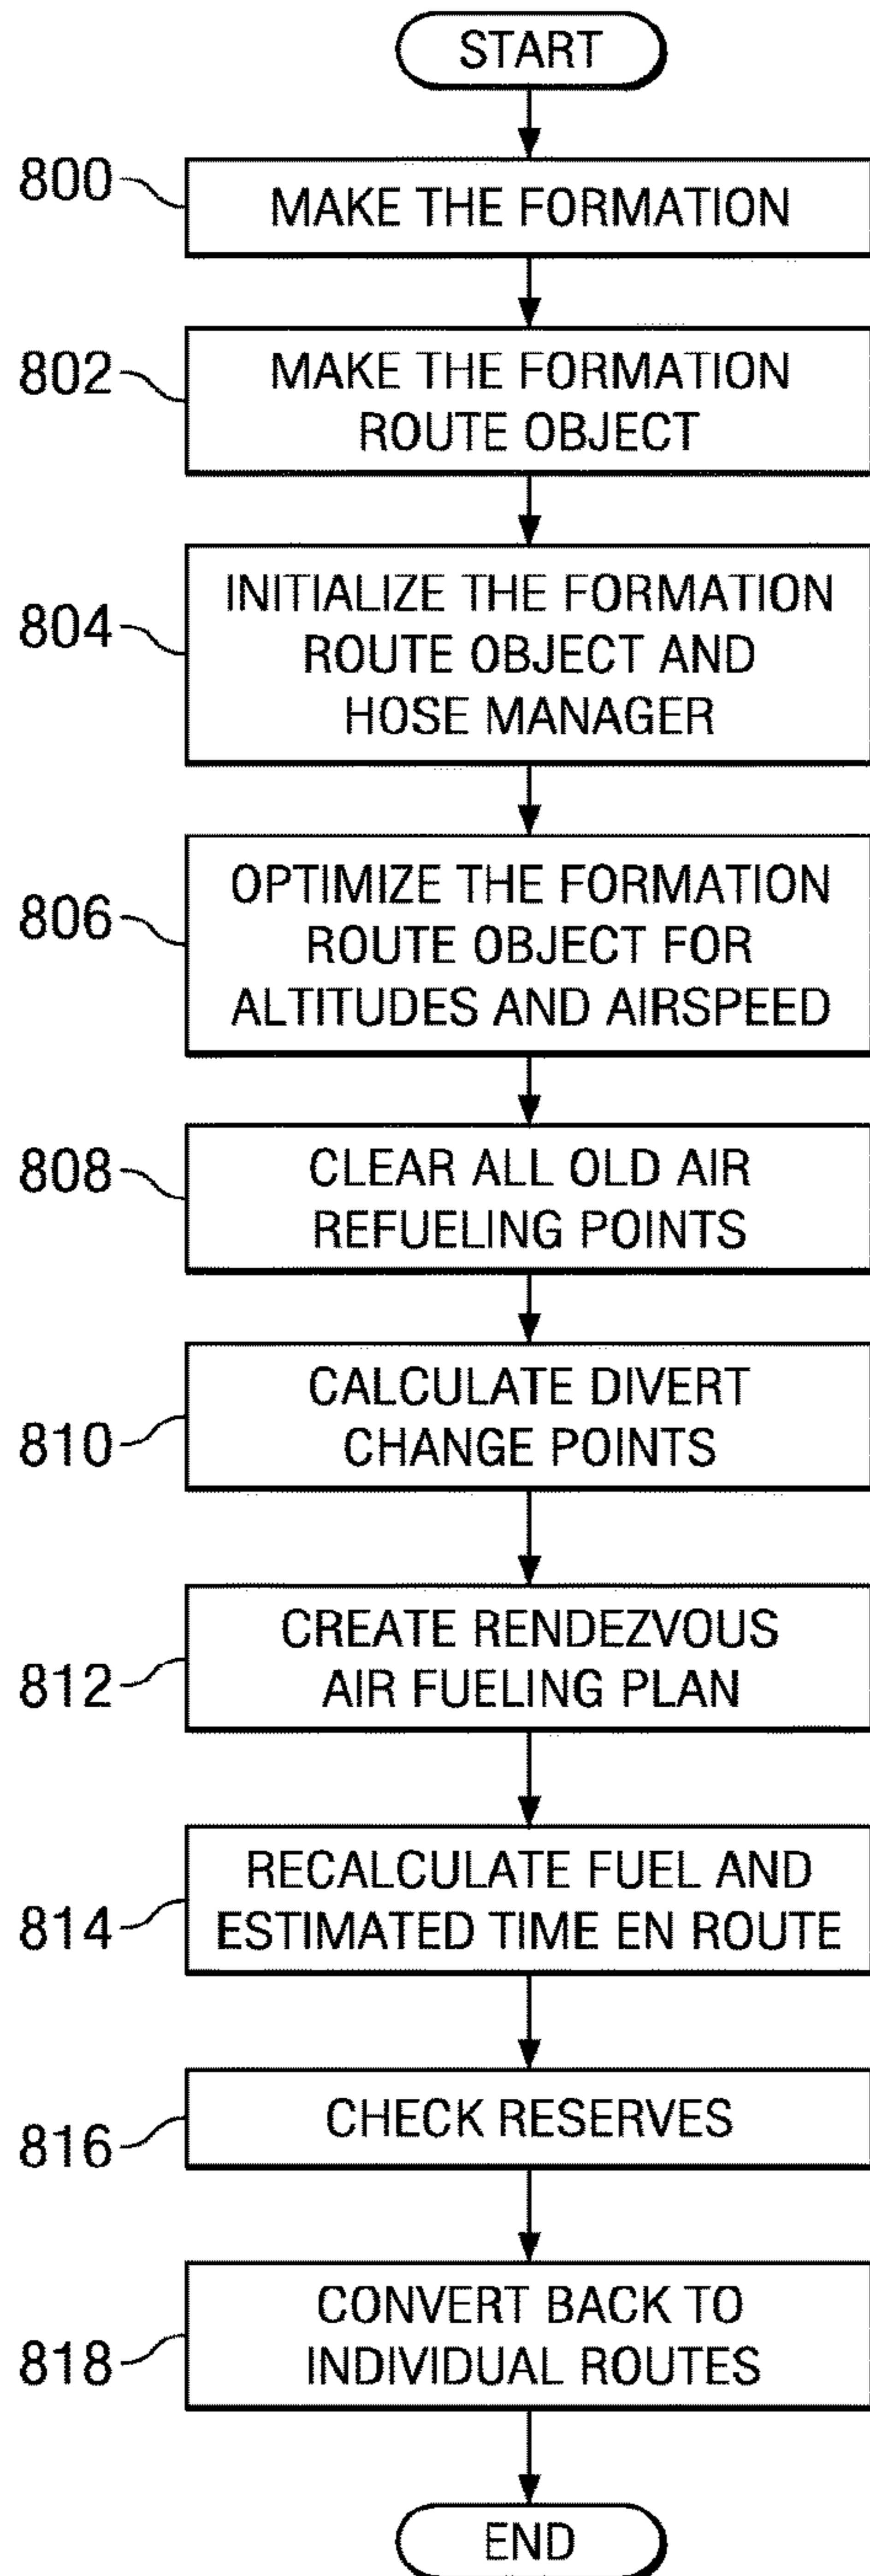 START
800
MAKE THE FORMATION
802
MAKE THE FORMATION
ROUTE OBJECT
804
INITIALIZE THE FORMATION
ROUTE OBJECT AND
HOSE MANAGER
806
OPTIMIZE THE FORMATION
ROUTE OBJECT FOR
ALTITUDES AND AIRSPEED
808
CLEAR ALL OLD AIR
REFUELING POINTS
810
CALCULATE DIVERT
CHANGE POINTS
812
CREATE RENDEZVOUS
AIR FUELING PLAN
814
RECALCULATE FUEL AND
ESTIMATED TIME EN ROUTE
816
CHECK RESERVES
818
CONVERT BACK TO
INDIVIDUAL ROUTES
END